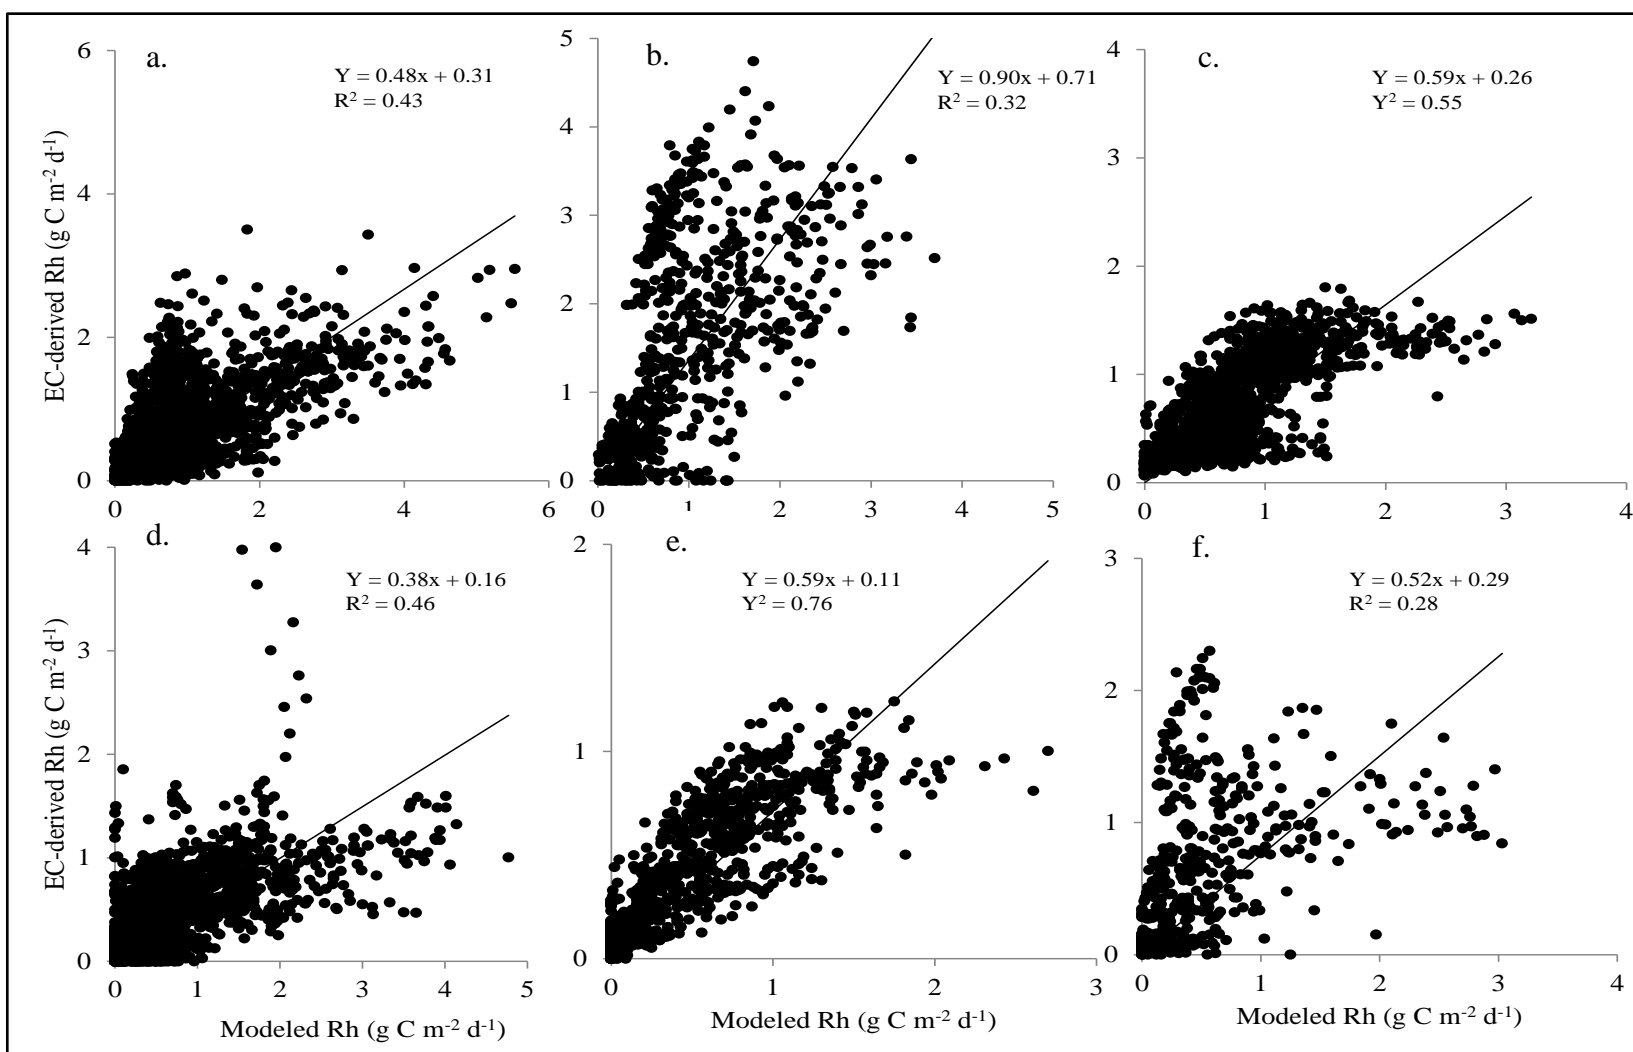 a.
Y = 0.48x + 0.31
R² = 0.43
EC-derived Rh (g C m⁻² d⁻¹)
6
4
2
0
0 2 4 6
b.
Y = 0.90x + 0.71
R² = 0.32
5
4
3
2
1
0
0 1 2 3 4 5
c.
Y = 0.59x + 0.26
Y² = 0.55
4
3
2
1
0
0 1 2 3 4
d.
Y = 0.38x + 0.16
R² = 0.46
EC-derived Rh (g C m⁻² d⁻¹)
4
3
2
1
0
0 1 2 3 4 5
Modeled Rh (g C m⁻² d⁻¹)
e.
Y = 0.59x + 0.11
Y² = 0.76
2
1
0
0 1 2 3
Modeled Rh (g C m⁻² d⁻¹)
f.
Y = 0.52x + 0.29
R² = 0.28
3
2
1
0
0 1 2 3 4
Modeled Rh (g C m⁻² d⁻¹)